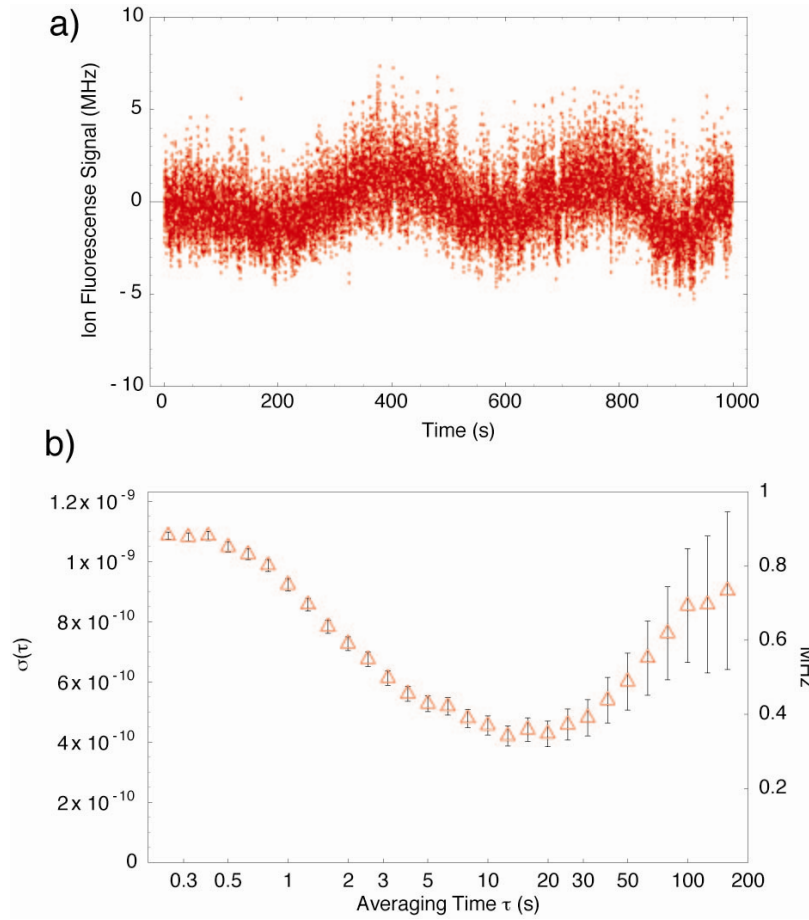 a)
10
5
0
- 5
- 10
Ion Fluorescense Signal (MHz)
0 200 400 600 800 1000
Time (s)
b)
1.2 x 10 -9
1 x 10 -9
8 x 10 -10
6 x 10 -10
4 x 10 -10
2 x 10 -10
0
σ(τ)
1
0.8
0.6
0.4
0.2
MHz
0.3 0.5 1 2 3 5 10 20 30 50 100 200
Averaging Time τ (s)